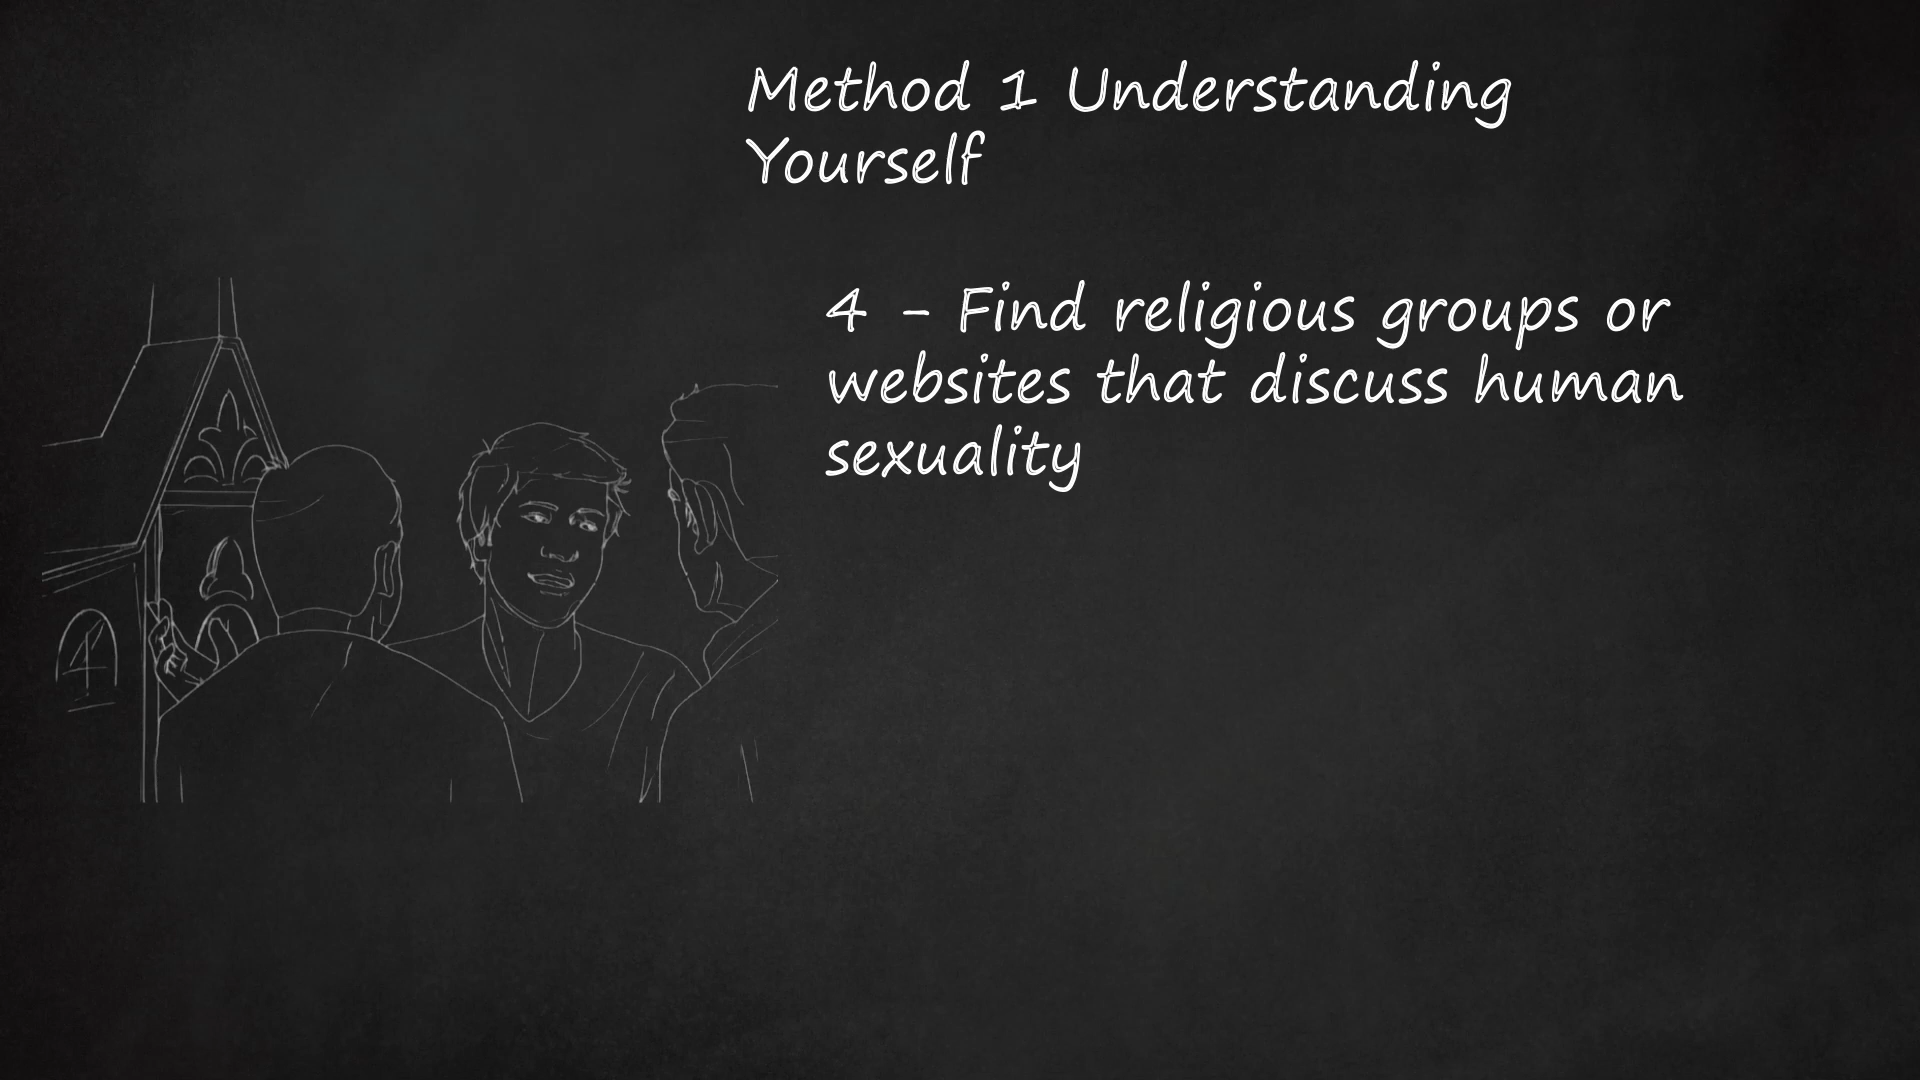 Method 1 Understanding
Yourself
4 - Find religious groups or
websites that discuss human
sexuality